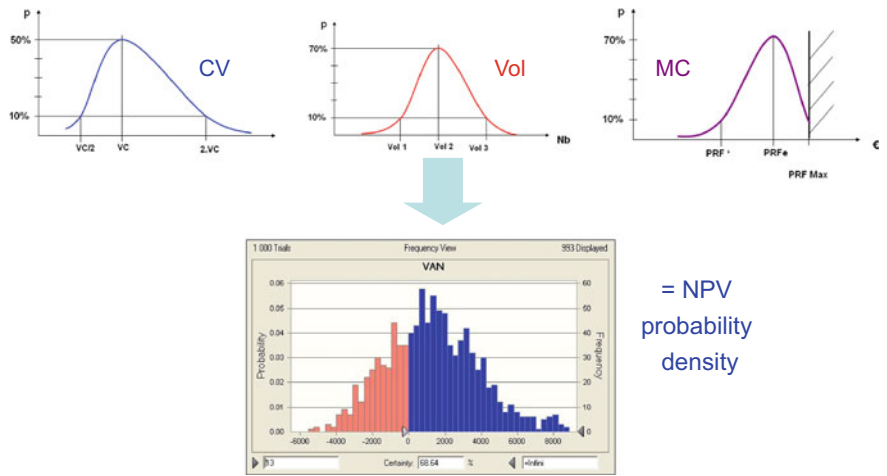 p
50%
10%
VC/2
VC
2.VC
CV
p
70%
10%
Vol 1
Vol 2
Vol 3
Nb
Vol
p
70%
10%
PRF '
PRFe
PRF Max
€
MC
1 000 Trials
Frequency View
993 Displayed
VAN
Probability
0.06
0.05
0.04
0.03
0.02
0.01
0.00
60
50
40
30
20
10
0
Frequency
-6000
-4000
-2000
0
2000
4000
6000
8000
Certainty: 68.64 %
+Infini
= NPV
probability
density